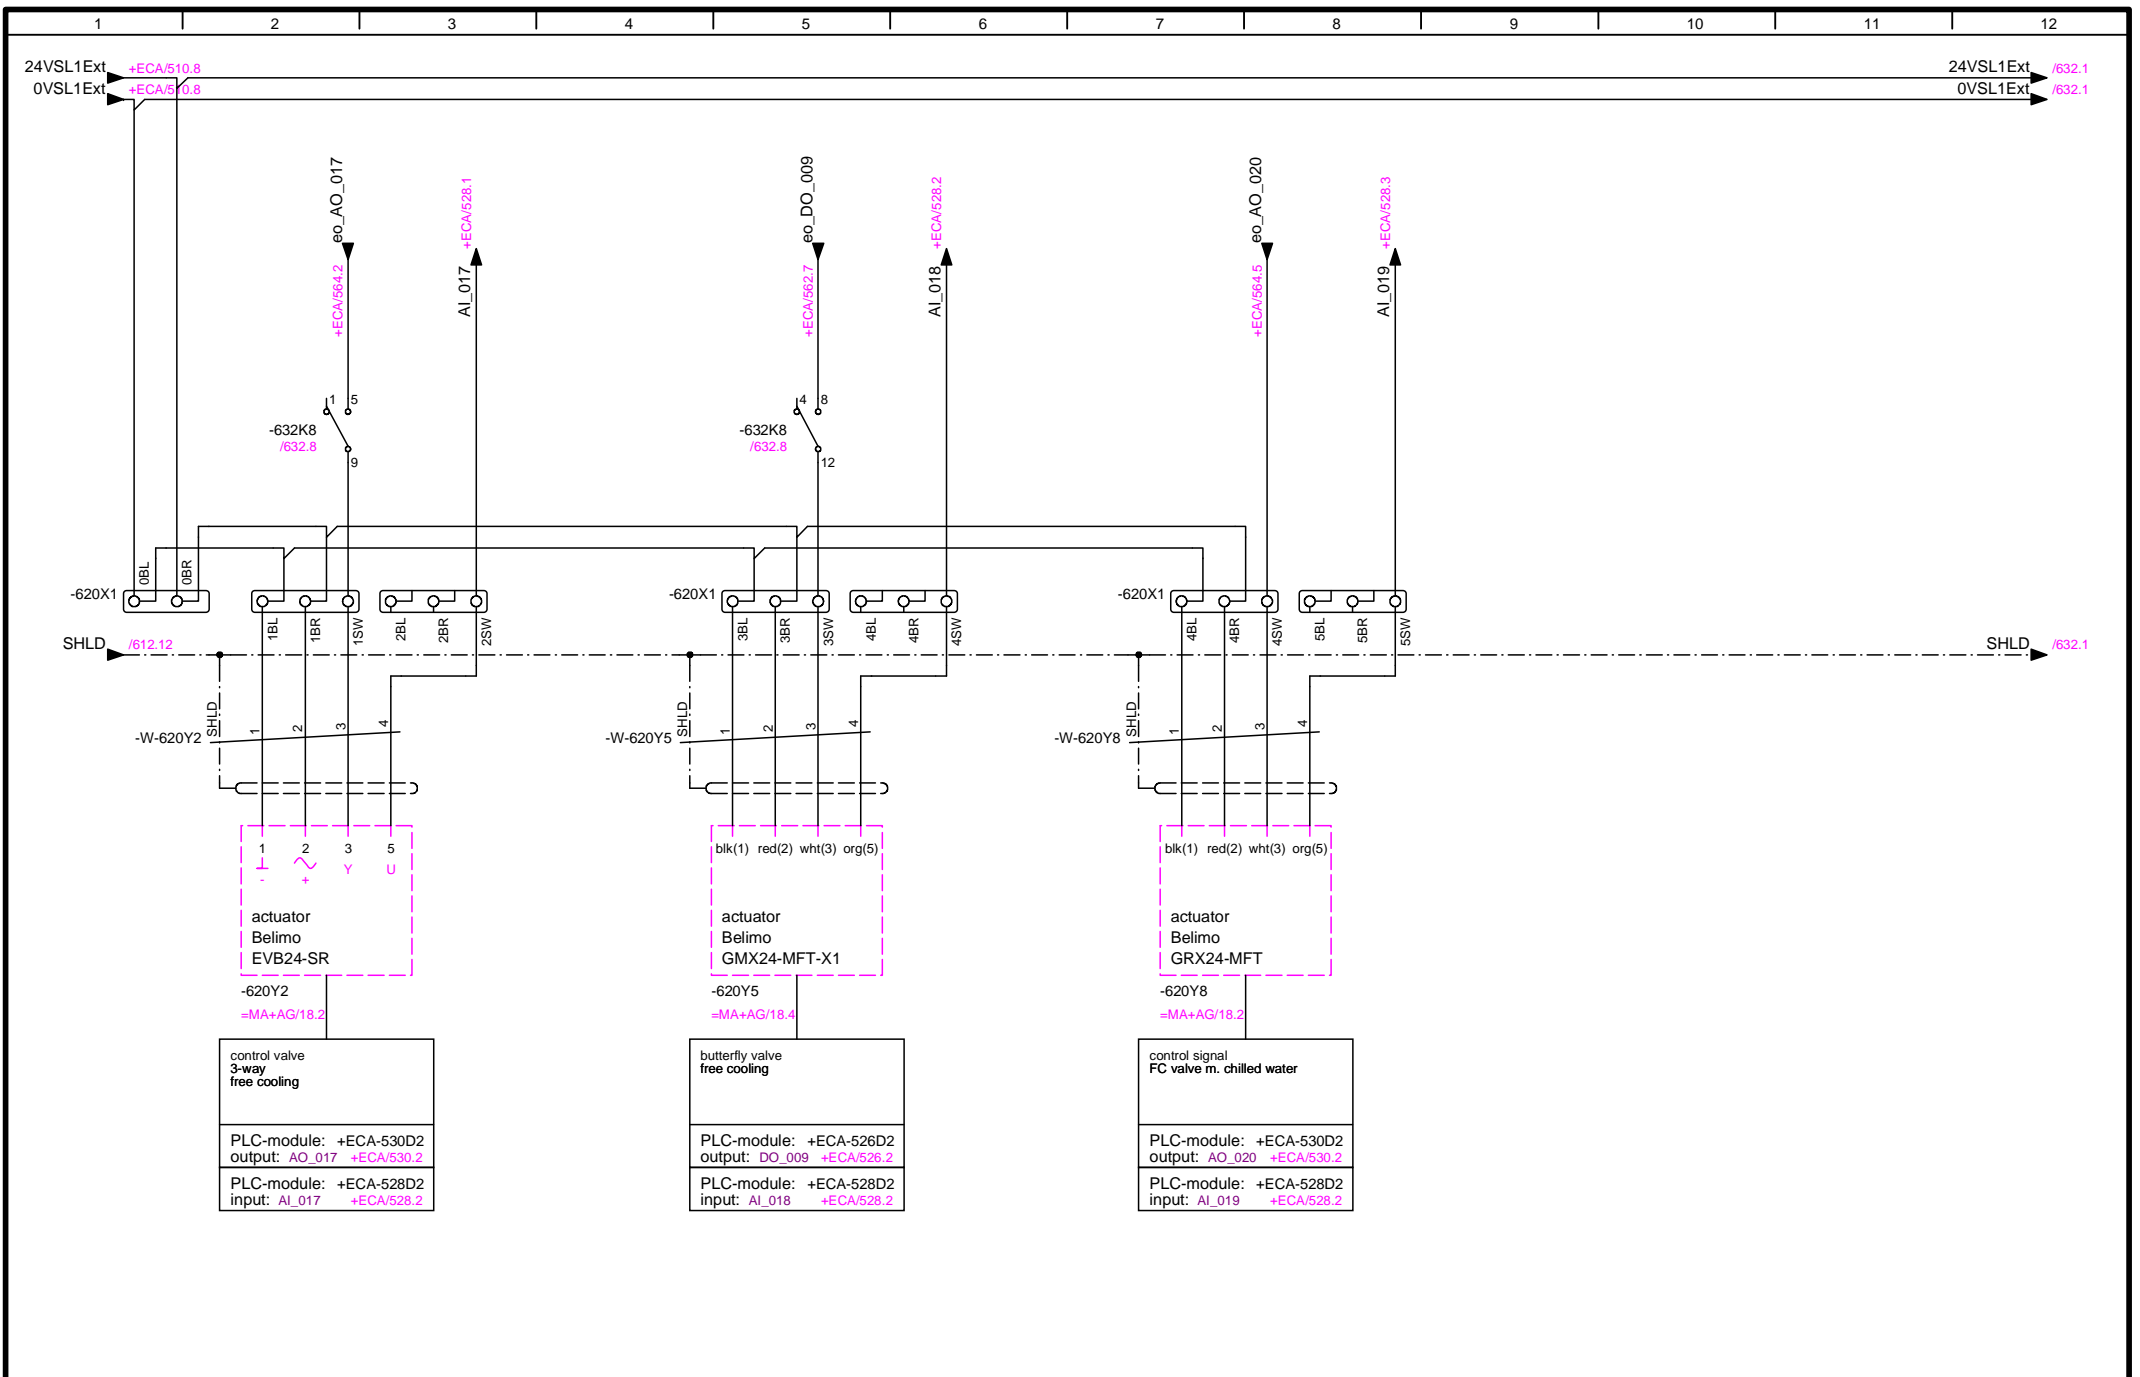 1 2 3 4 5 6 7 8 9 10 11 12
24VSL1Ext +ECA/510.8 24VSL1Ext /632.1
0VSL1Ext +ECA/510.8 0VSL1Ext /632.1
eo_AO_017
+ECA/564.2
+ECA/528.1
AI_017
eo_DO_009
+ECA/562.7
+ECA/528.2
AI_018
eo_AO_020
+ECA/564.5
+ECA/528.3
AI_019
1 5
-632K8
/632.8
9
4 8
-632K8
/632.8
12
0BL 0BR
-620X1 -620X1 -620X1
1BL 1BR 1SW 2BL 2BR 2SW 3BL 3BR 3SW 4BL 4BR 4SW 4BL 4BR 4SW 5BL 5BR 5SW
SHLD /612.12 SHLD /632.1
-W-620Y2 SHLD 1 2 3 4
-W-620Y5 SHLD 1 2 3 4
-W-620Y8 SHLD 1 2 3 4
1 2 3 5
- + Y U
actuator
Belimo
EVB24-SR
-620Y2
=MA+AG/18.2
control valve
3-way
free cooling
PLC-module: +ECA-530D2
output: AO_017 +ECA/530.2
PLC-module: +ECA-528D2
input: AI_017 +ECA/528.2
blk(1) red(2) wht(3) org(5)
actuator
Belimo
GMX24-MFT-X1
-620Y5
=MA+AG/18.4
butterfly valve
free cooling
PLC-module: +ECA-526D2
output: DO_009 +ECA/526.2
PLC-module: +ECA-528D2
input: AI_018 +ECA/528.2
blk(1) red(2) wht(3) org(5)
actuator
Belimo
GRX24-MFT
-620Y8
=MA+AG/18.2
control signal
FC valve m. chilled water
PLC-module: +ECA-530D2
output: AO_020 +ECA/530.2
PLC-module: +ECA-528D2
input: AI_019 +ECA/528.2